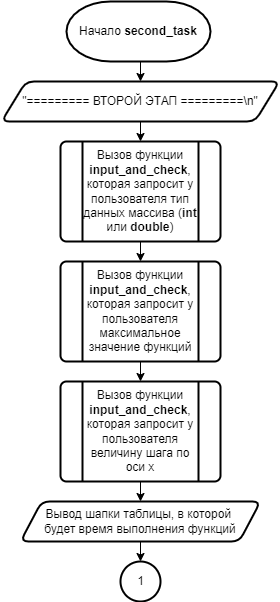 Начало second_task
"========= ВТОРОЙ ЭТАП =========\n"
Вызов функции
input_and_check,
которая запросит у
пользователя тип
данных массива (int
или double)
Вызов функции
input_and_check,
которая запросит у
пользователя
максимальное
значение функций
Вызов функции
input_and_check,
которая запросит у
пользователя
величину шага по
оси x
Вывод шапки таблицы, в которой
будет время выполнения функций
1